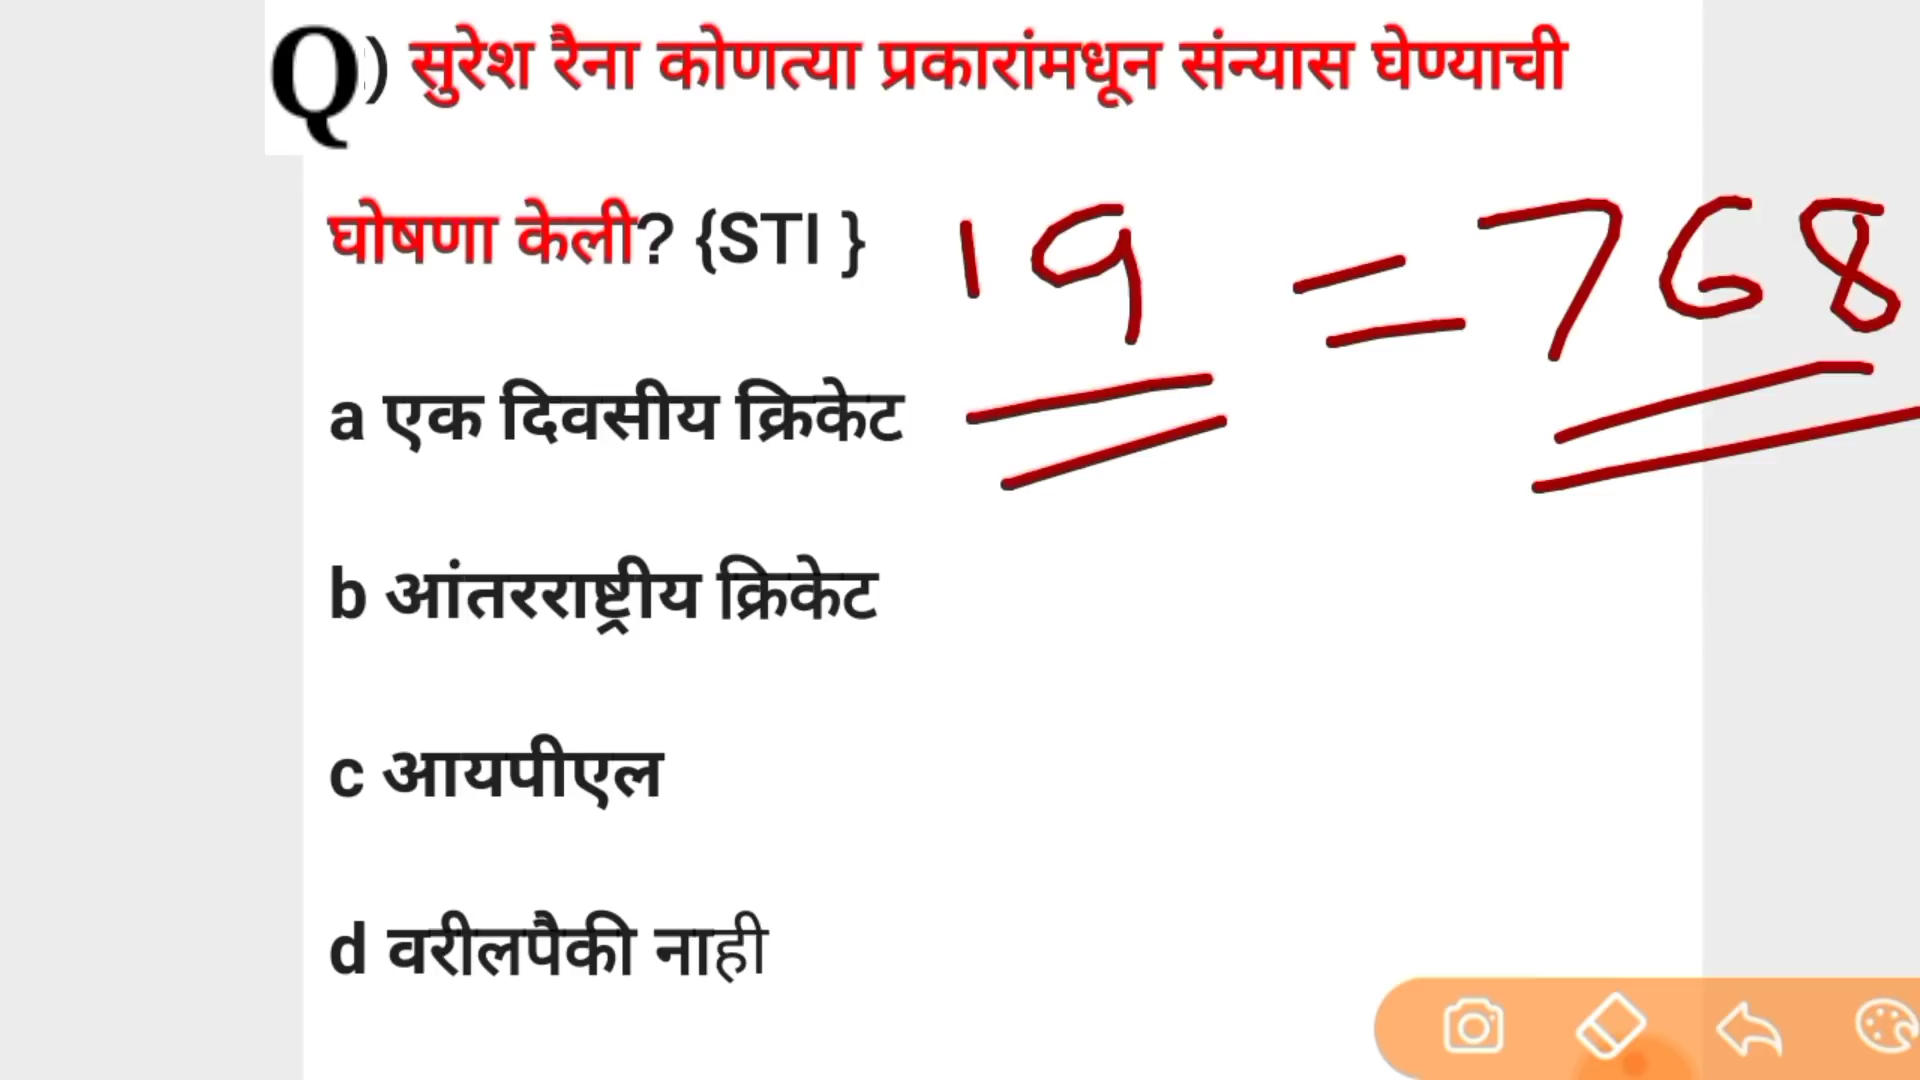 Q) सुरेश रैना कोणत्या प्रकारांमधून संन्यास घेण्याची
घोषणा केली? {STI }
19 = 768
a एक दिवसीय क्रिकेट
b आंतरराष्ट्रीय क्रिकेट
c आयपीएल
d वरीलपैकी नाही